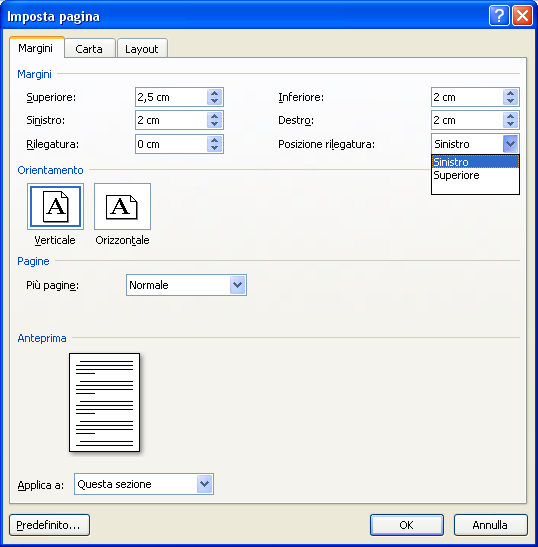 Imposta pagina
Margini Carta Layout
Margini
Superiore: 2,5 cm Inferiore: 2 cm
Sinistro: 2 cm Destro: 2 cm
Rilegatura: 0 cm Posizione rilegatura: Sinistro
Sinistro
Superiore
Orientamento
A A
Verticale Orizzontale
Pagine
Più pagine: Normale
Anteprima
Applica a: Questa sezione
Predefinito... OK Annulla